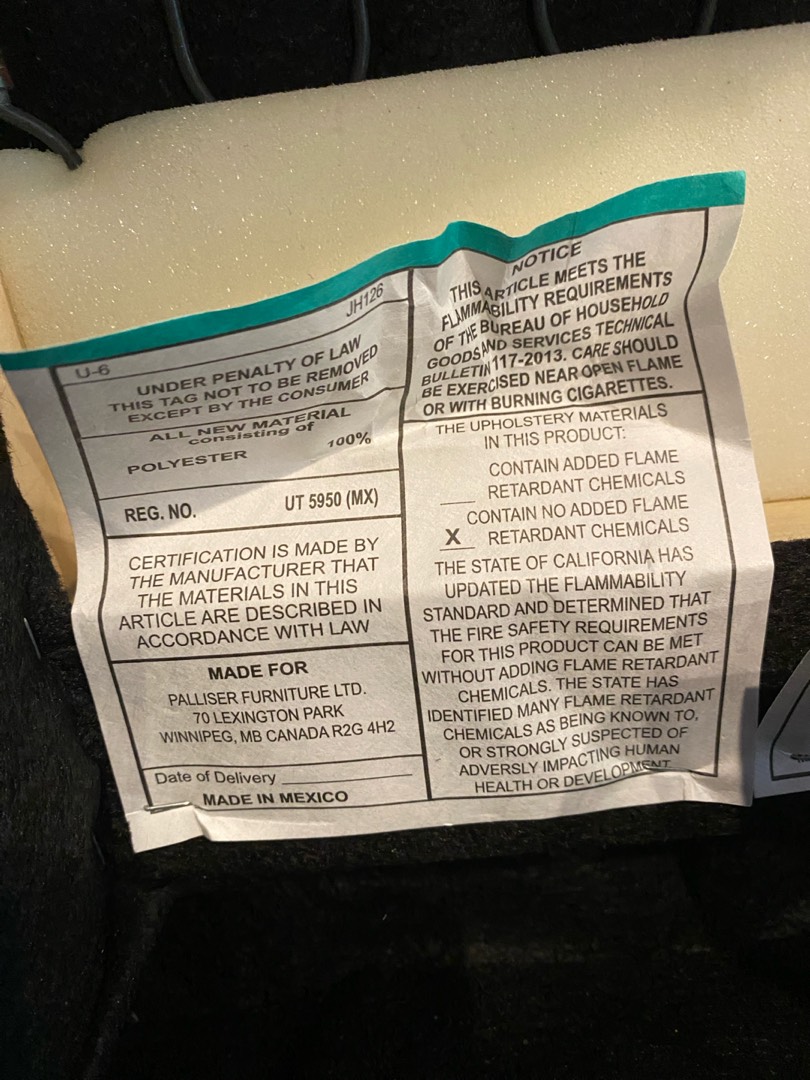 U-6
JH126
UNDER PENALTY OF LAW
THIS TAG NOT TO BE REMOVED
EXCEPT BY THE CONSUMER
ALL NEW MATERIAL
consisting of
100%
POLYESTER
REG. NO.
UT 5950 (MX)
CERTIFICATION IS MADE BY
THE MANUFACTURER THAT
THE MATERIALS IN THIS
ARTICLE ARE DESCRIBED IN
ACCORDANCE WITH LAW
MADE FOR
PALLISER FURNITURE LTD.
70 LEXINGTON PARK
WINNIPEG, MB CANADA R2G 4H2
Date of Delivery
MADE IN MEXICO
NOTICE
THIS ARTICLE MEETS THE
FLAMMABILITY REQUIREMENTS
OF THE BUREAU OF HOUSEHOLD
GOODS AND SERVICES TECHNICAL
BULLETIN 117-2013. CARE SHOULD
BE EXERCISED NEAR OPEN FLAME
OR WITH BURNING CIGARETTES.
THE UPHOLSTERY MATERIALS
IN THIS PRODUCT:
CONTAIN ADDED FLAME
RETARDANT CHEMICALS
CONTAIN NO ADDED FLAME
X RETARDANT CHEMICALS
THE STATE OF CALIFORNIA HAS
UPDATED THE FLAMMABILITY
STANDARD AND DETERMINED THAT
THE FIRE SAFETY REQUIREMENTS
FOR THIS PRODUCT CAN BE MET
WITHOUT ADDING FLAME RETARDANT
CHEMICALS. THE STATE HAS
IDENTIFIED MANY FLAME RETARDANT
CHEMICALS AS BEING KNOWN TO,
OR STRONGLY SUSPECTED OF
ADVERSLY IMPACTING HUMAN
HEALTH OR DEVELOPMENT